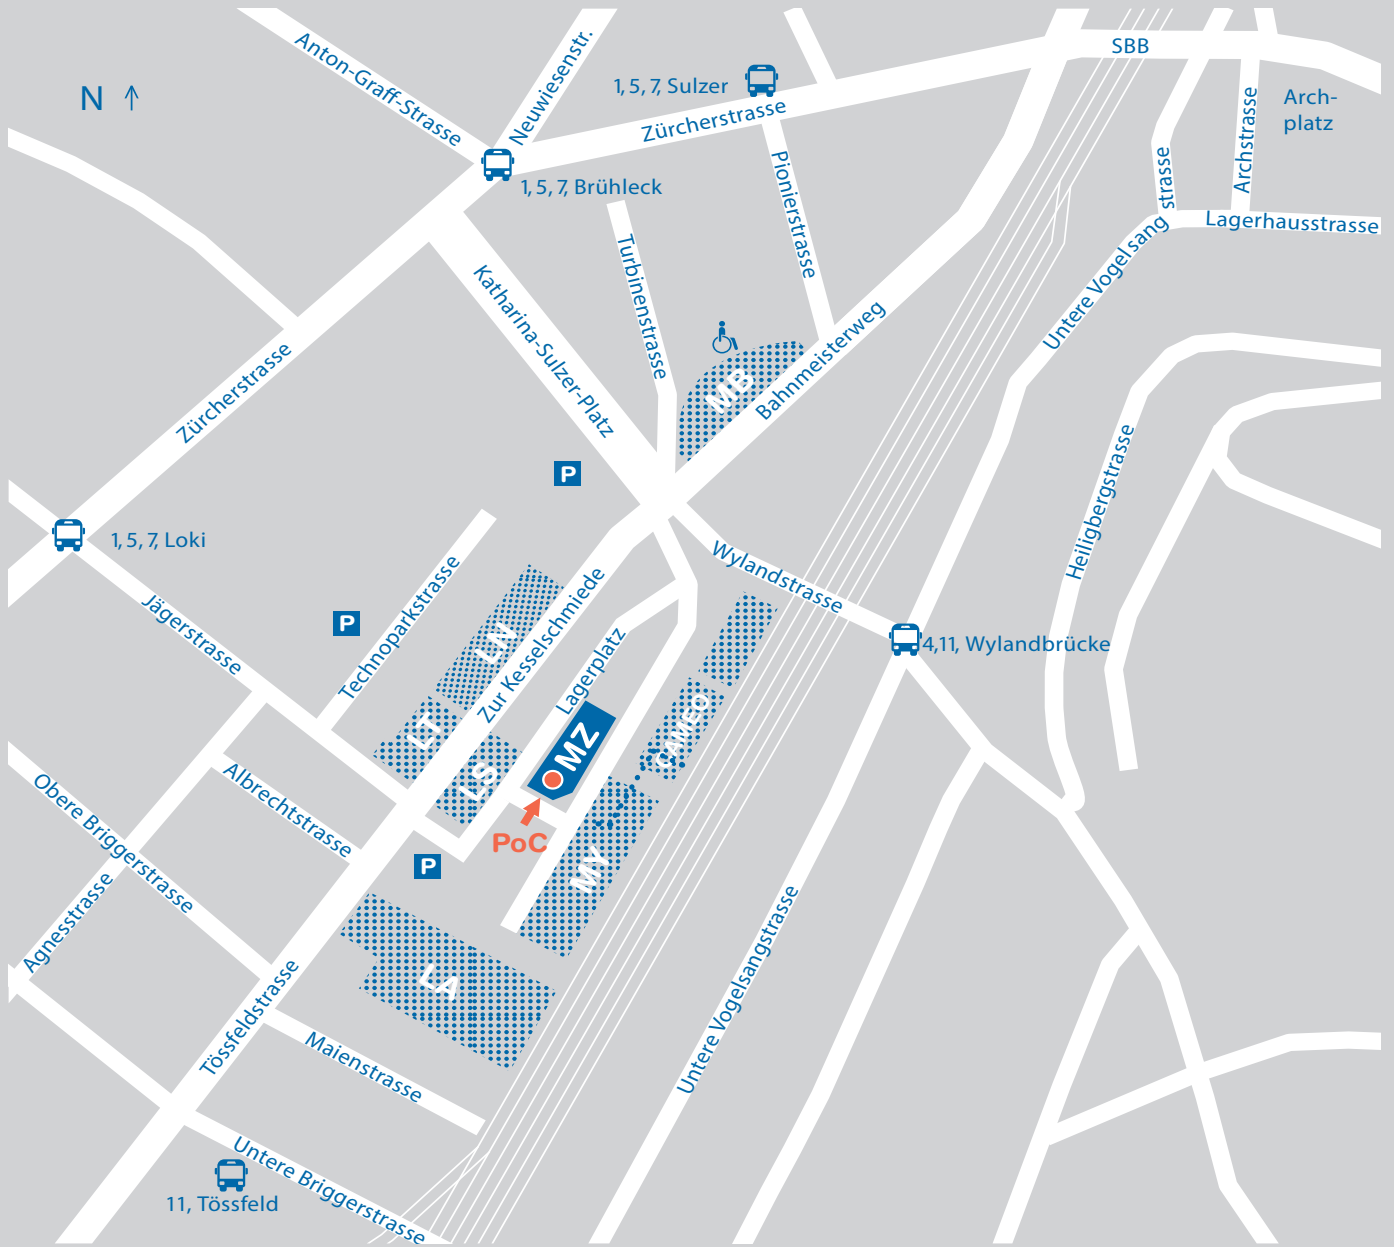 SBB
Anton-Graff-Strasse
Neuwiesenstr.
1, 5, 7, Sulzer
Zürcherstrasse
N ↑
Arch-
platz
Archstrasse
1, 5, 7, Brühleck
Pionierstrasse
Untere Vogelsang
strasse
Lagerhausstrasse
Turbinenstrasse
Katharina-Sulzer-Platz
Bahnmeisterweg
MB
Zürcherstrasse
P
Heiligbergstrasse
1, 5, 7, Loki
Wylandstrasse
Technoparkstrasse
Jägerstrasse
P
LN
Zur Kesselschmiede
Lagerplatz
4,11, Wylandbrücke
LT
LS
MZ
CAMEO
Albrechtstrasse
Obere Briggerstrasse
PoC
P
MY
Agnesstrasse
LA
Untere Vogelsangstrasse
Tössfeldstrasse
Maienstrasse
Untere Briggerstrasse
11, Tössfeld